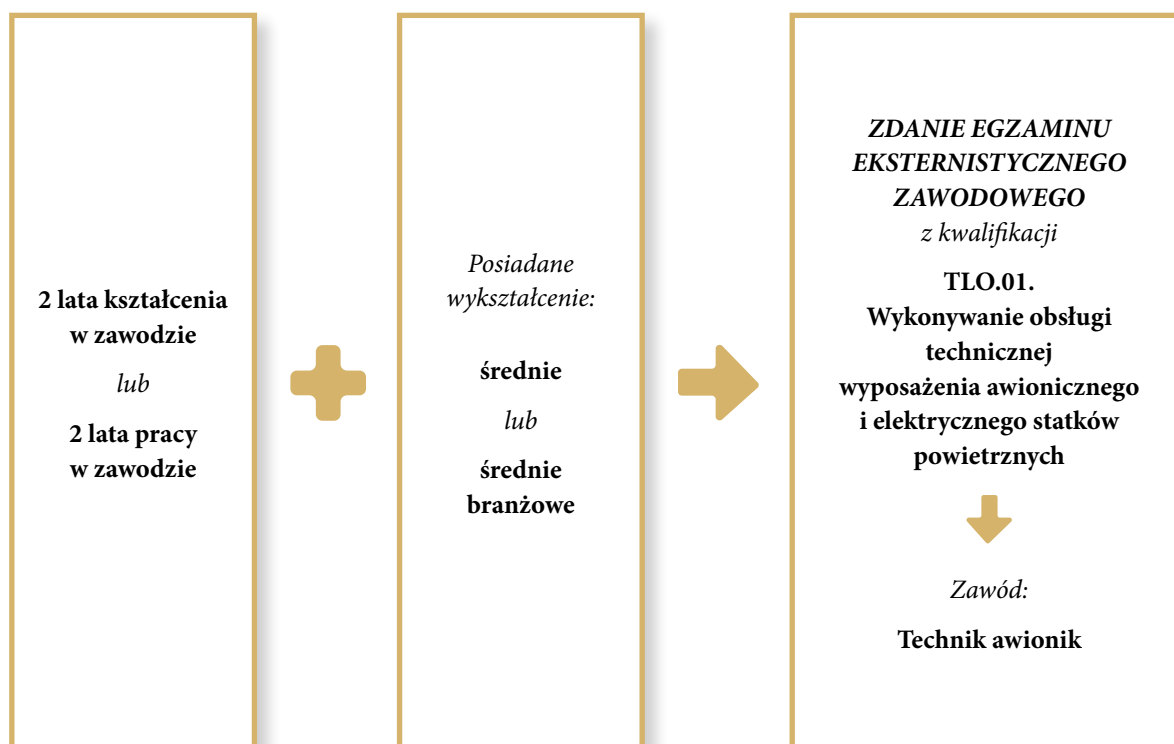 2 lata kształcenia
w zawodzie
lub
2 lata pracy
w zawodzie
Posiadane
wykształcenie:
średnie
lub
średnie
branżowe
ZDANIE EGZAMINU
EKSTERNISTYCZNEGO
ZAWODOWEGO
z kwalifikacji
TLO.01.
Wykonywanie obsługi
technicznej
wyposażenia awionicznego
i elektrycznego statków
powietrznych
Zawód:
Technik awionik